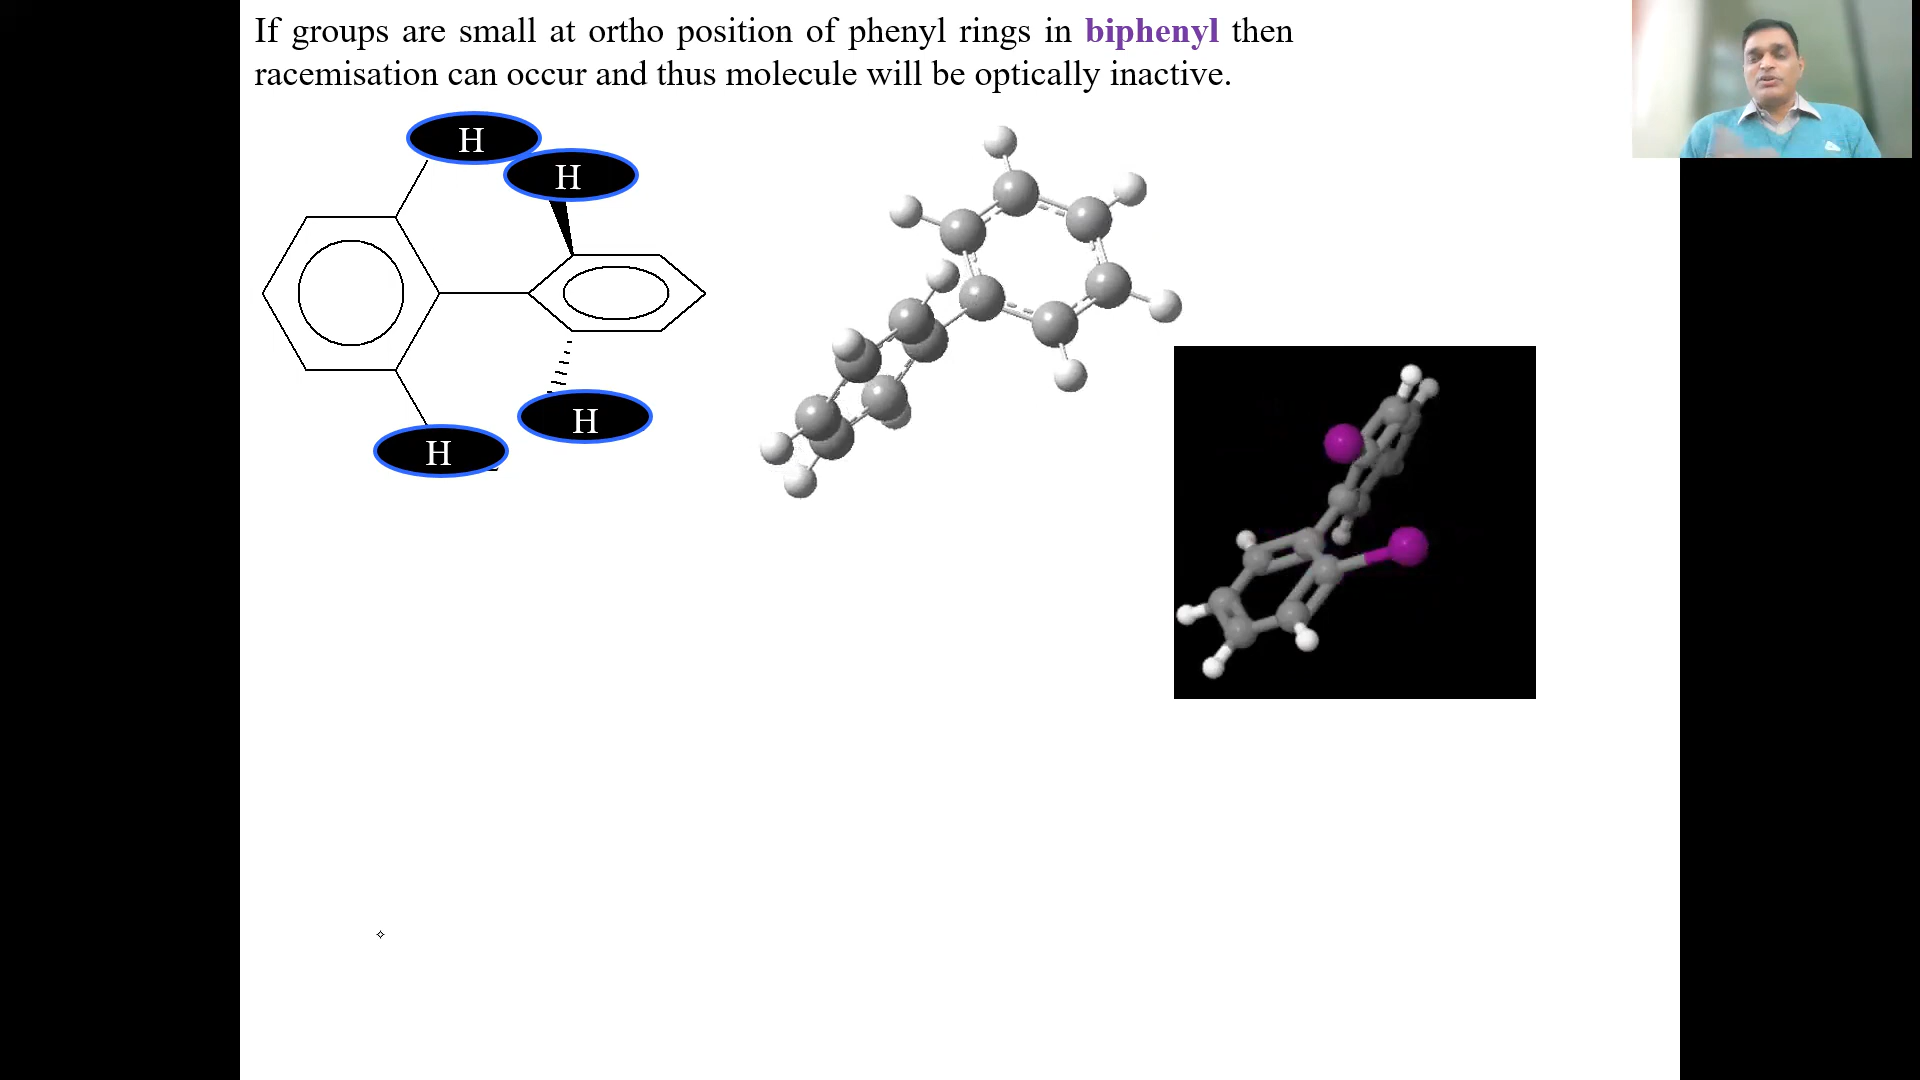 If groups are small at ortho position of phenyl rings in biphenyl then
racemisation can occur and thus molecule will be optically inactive.
H
H
H
H